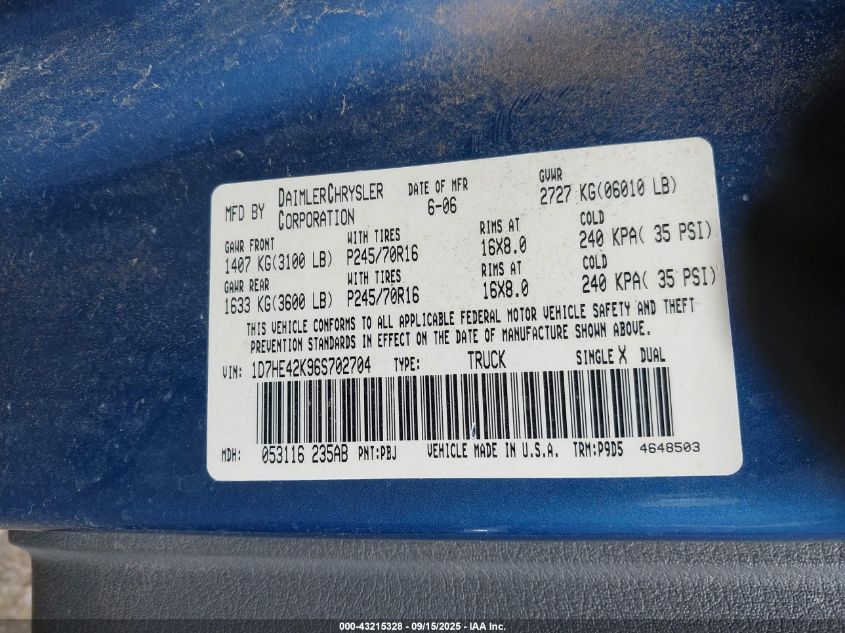 MFD BY DAIMLERCHRYSLER CORPORATION DATE OF MFR 6-06 GVWR 2727 KG(06010 LB)
GAWR FRONT WITH TIRES RIMS AT COLD
1407 KG(3100 LB) P245/70R16 16X8.0 240 KPA( 35 PSI)
GAWR REAR WITH TIRES RIMS AT COLD
1633 KG(3600 LB) P245/70R16 16X8.0 240 KPA( 35 PSI)
THIS VEHICLE CONFORMS TO ALL APPLICABLE FEDERAL MOTOR VEHICLE SAFETY AND THEFT
PREVENTION STANDARDS IN EFFECT ON THE DATE OF MANUFACTURE SHOWN ABOVE.
VIN: 1D7HE42K96S702704 TYPE: TRUCK SINGLE X DUAL
MDH: 053116 235AB PNT:PBJ VEHICLE MADE IN U.S.A. TRM:P9D5 4648503
000-43215328 - 09/15/2025 - IAA Inc.